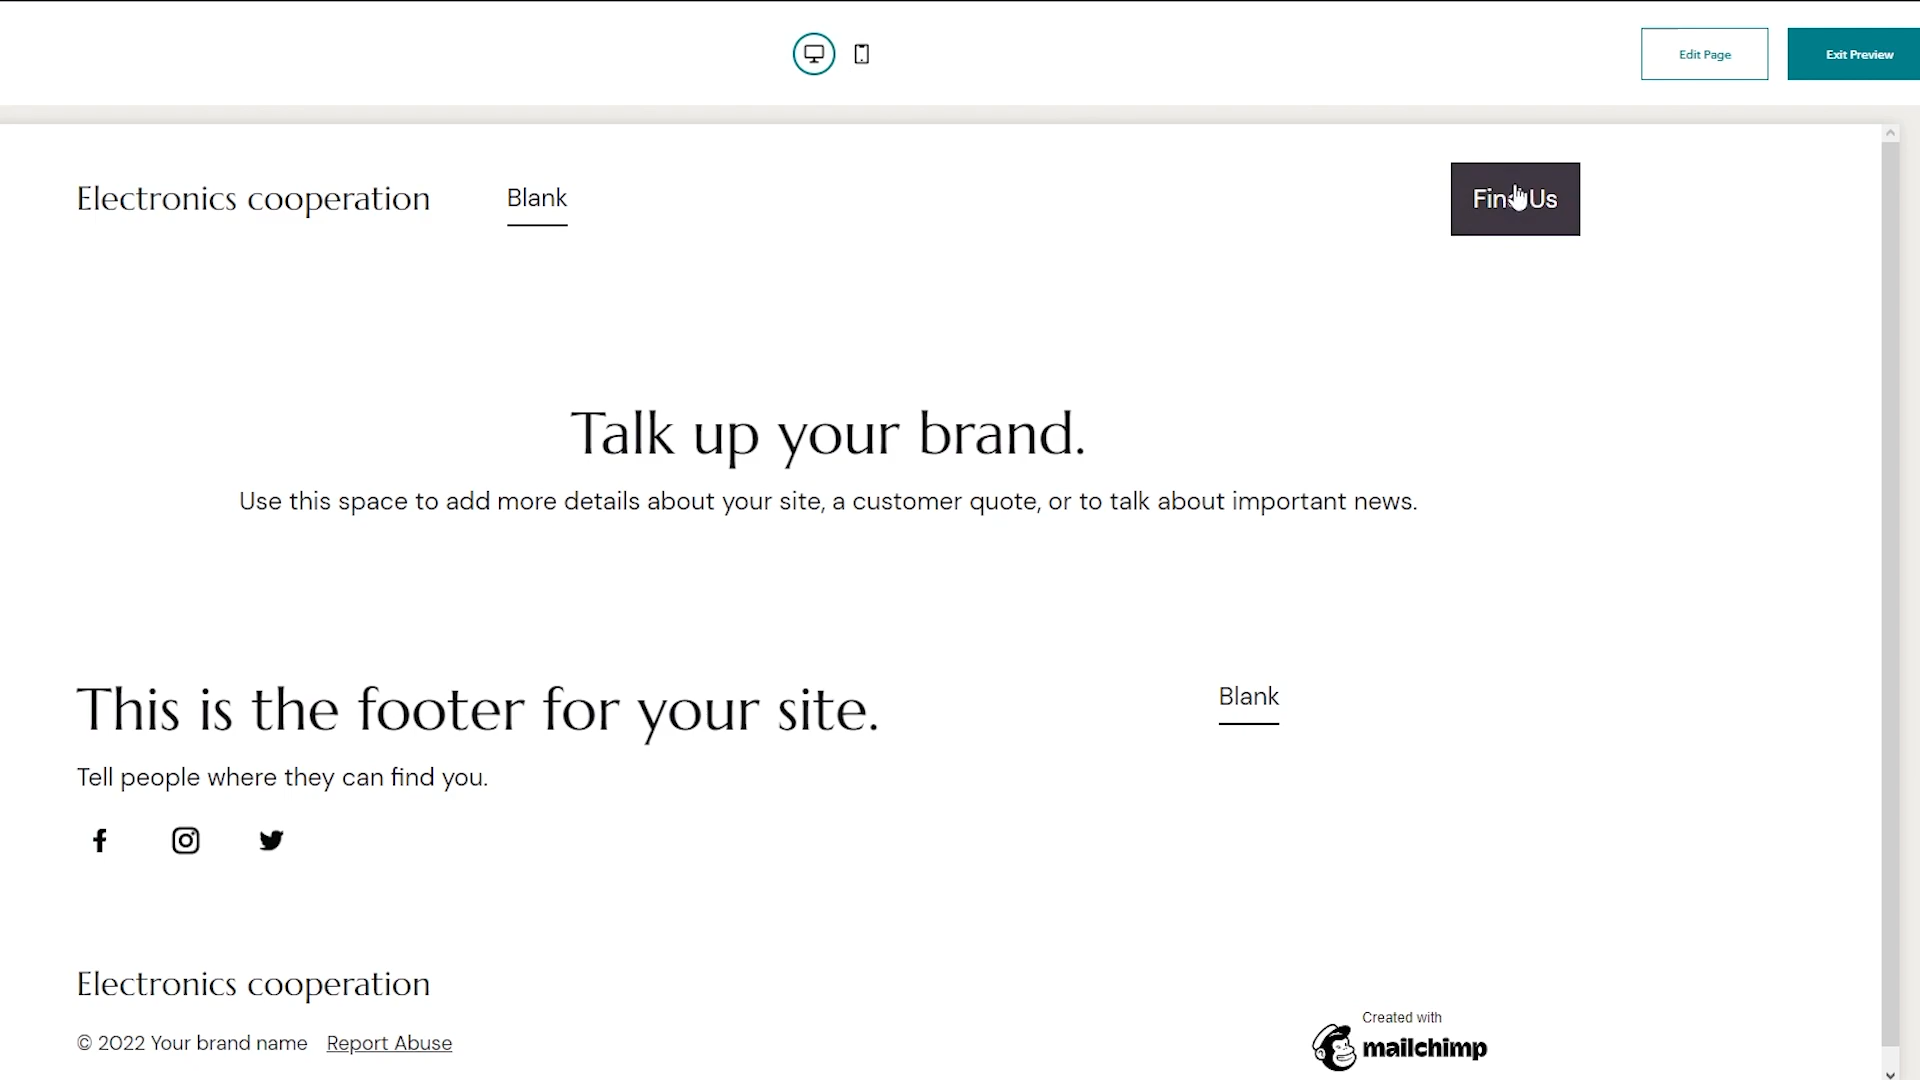 Edit Page
Exit Preview
Electronics cooperation
Blank
Find Us
Talk up your brand.
Use this space to add more details about your site, a customer quote, or to talk about important news.
This is the footer for your site.
Blank
Tell people where they can find you.
Electronics cooperation
© 2022 Your brand name Report Abuse
Created with
mailchimp